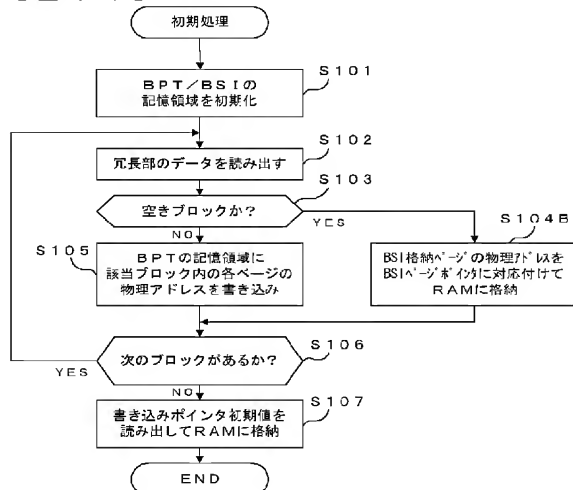 初期処理
S101
BPT/BSIの
記憶領域を初期化
S102
冗長部のデータを読み出す
S103
空きブロックか?
YES
NO
S104B
BSI格納ページの物理アドレスを
BSIページポインタに対応付けて
RAMに格納
S105
BPTの記憶領域に
該当ブロック内の各ページの
物理アドレスを書き込み
S106
次のブロックがあるか?
YES
NO
S107
書き込みポインタ初期値を
読み出してRAMに格納
END